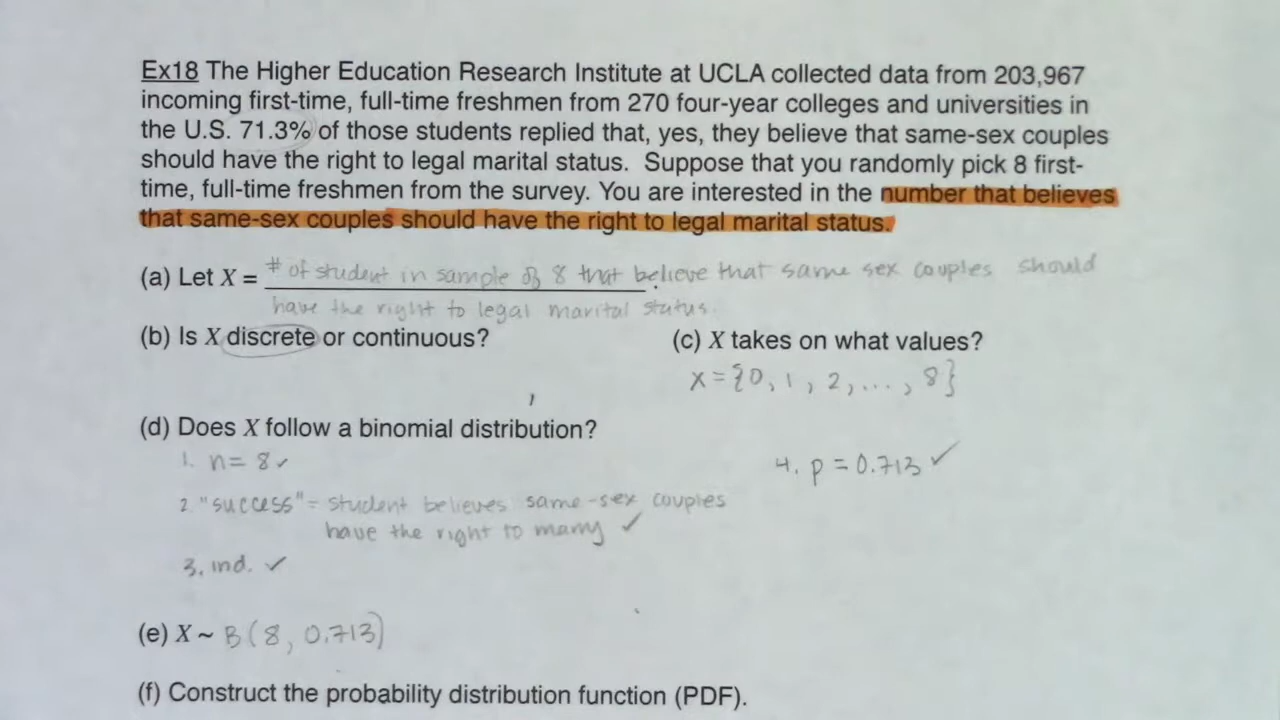 Ex18 The Higher Education Research Institute at UCLA collected data from 203,967
incoming first-time, full-time freshmen from 270 four-year colleges and universities in
the U.S. 71.3% of those students replied that, yes, they believe that same-sex couples
should have the right to legal marital status. Suppose that you randomly pick 8 first-
time, full-time freshmen from the survey. You are interested in the number that believes
that same-sex couples should have the right to legal marital status.
(a) Let X = # of student in sample of 8 that believe that same sex couples should
have the right to legal marital status.
(b) Is X discrete or continuous? (c) X takes on what values?
X = {0, 1, 2, ..., 8}
(d) Does X follow a binomial distribution?
1. n = 8 ✓ 4. p = 0.713 ✓
2 "success" = student believes same-sex couples
have the right to marry ✓
3. ind. ✓
(e) X ~ B(8, 0.713)
(f) Construct the probability distribution function (PDF).